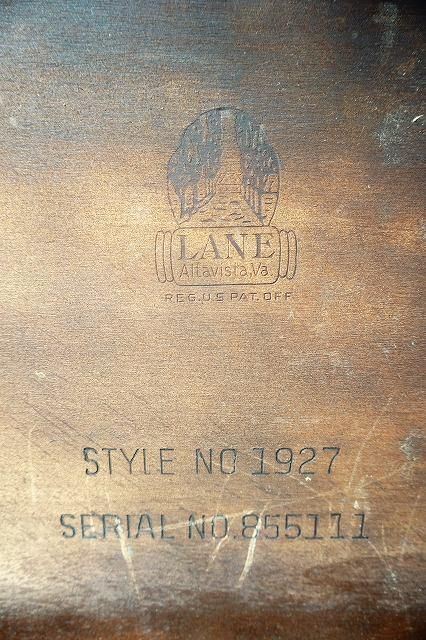 LANE
Altavista, Va.
REG. U.S. PAT. OFF
STYLE NO 1927
SERIAL NO. 855111